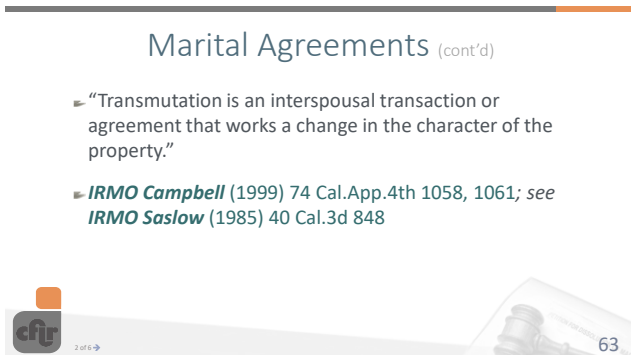 Marital Agreements (cont'd)
“Transmutation is an interspousal transaction or
agreement that works a change in the character of the
property.”
IRMO Campbell (1999) 74 Cal.App.4th 1058, 1061; see
IRMO Saslow (1985) 40 Cal.3d 848
cflr
2 of 6 →
63